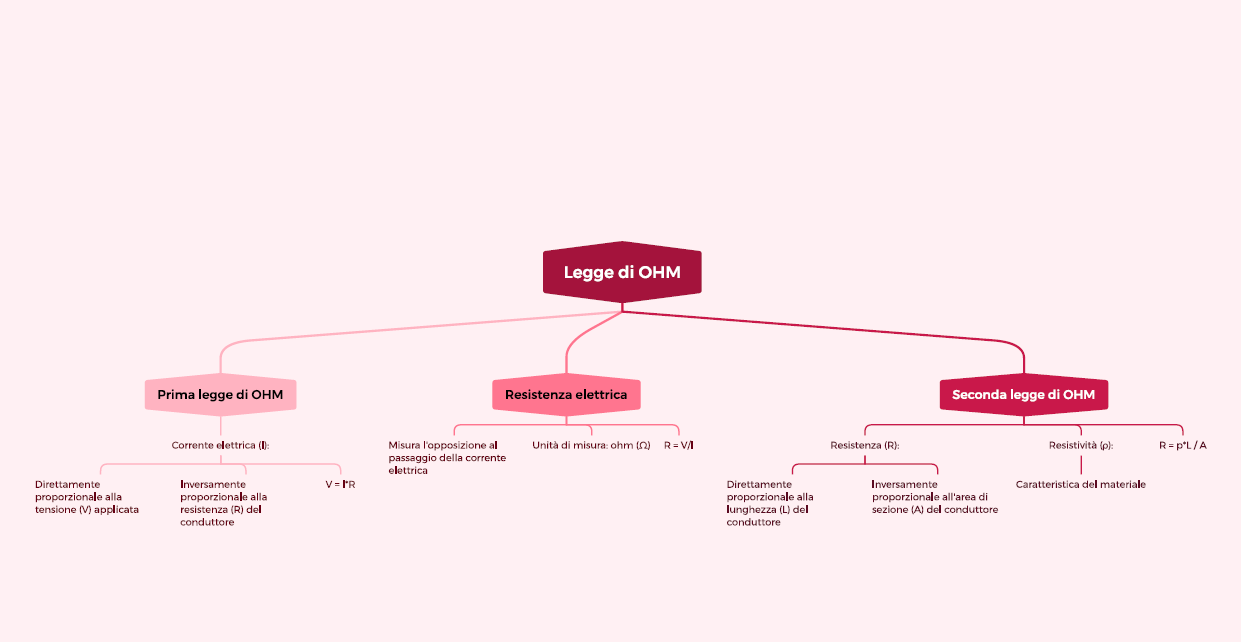 Legge di OHM
Prima legge di OHM
Resistenza elettrica
Seconda legge di OHM
Corrente elettrica (I):
Misura l'opposizione al
passaggio della corrente
elettrica
Unità di misura: ohm (Ω)
R = V/I
Resistenza (R):
Resistività (ρ):
R = p*L / A
Direttamente
proporzionale alla
tensione (V) applicata
Inversamente
proporzionale alla
resistenza (R) del
conduttore
V = I*R
Direttamente
proporzionale alla
lunghezza (L) del
conduttore
Inversamente
proporzionale all'area di
sezione (A) del conduttore
Caratteristica del materiale